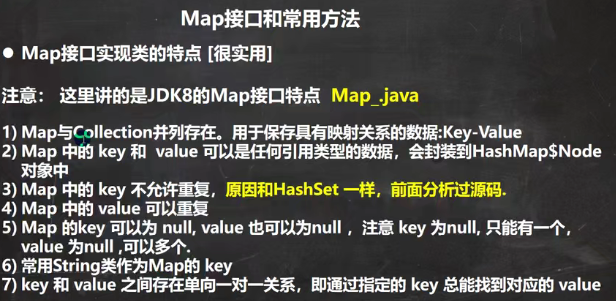 Map接口和常用方法
● Map接口实现类的特点 [很实用]
注意： 这里讲的是JDK8的Map接口特点 Map_.java
1) Map与Collection并列存在。用于保存具有映射关系的数据:Key-Value
2) Map 中的 key 和 value 可以是任何引用类型的数据，会封装到HashMap$Node
对象中
3) Map 中的 key 不允许重复，原因和HashSet 一样，前面分析过源码.
4) Map 中的 value 可以重复
5) Map 的key 可以为 null, value 也可以为null ，注意 key 为null, 只能有一个，
value 为null ,可以多个.
6) 常用String类作为Map的 key
7) key 和 value 之间存在单向一对一关系，即通过指定的 key 总能找到对应的 value